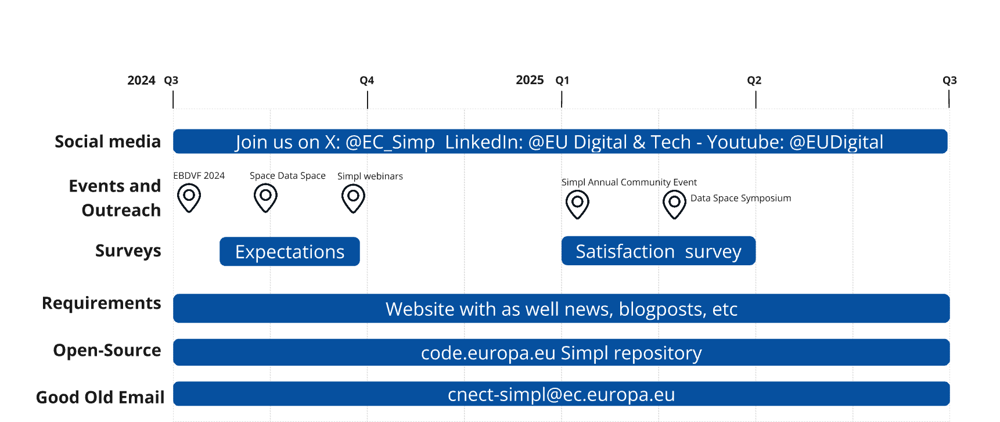 2024 Q3 Q4 2025 Q1 Q2 Q3
Social media
Join us on X: @EC_Simp  LinkedIn: @EU Digital & Tech - Youtube: @EUDigital
Events and
Outreach
EBDVF 2024
Space Data Space
Simpl webinars
Simpl Annual Community Event
Data Space Symposium
Surveys
Expectations
Satisfaction  survey
Requirements
Website with as well news, blogposts, etc
Open-Source
code.europa.eu Simpl repository
Good Old Email
cnect-simpl@ec.europa.eu